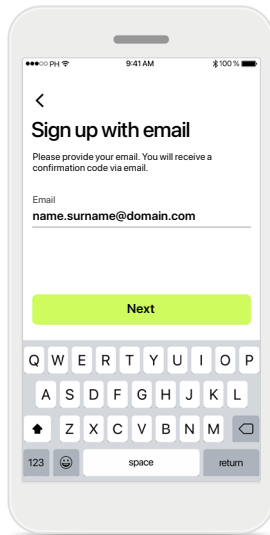 PH 9:41 AM 100 %
Sign up with email
Please provide your email. You will receive a
confirmation code via email.
Email
name.surname@domain.com
Next
Q W E R T Y U I O P
A S D F G H J K L
Z X C V B N M
123 space return